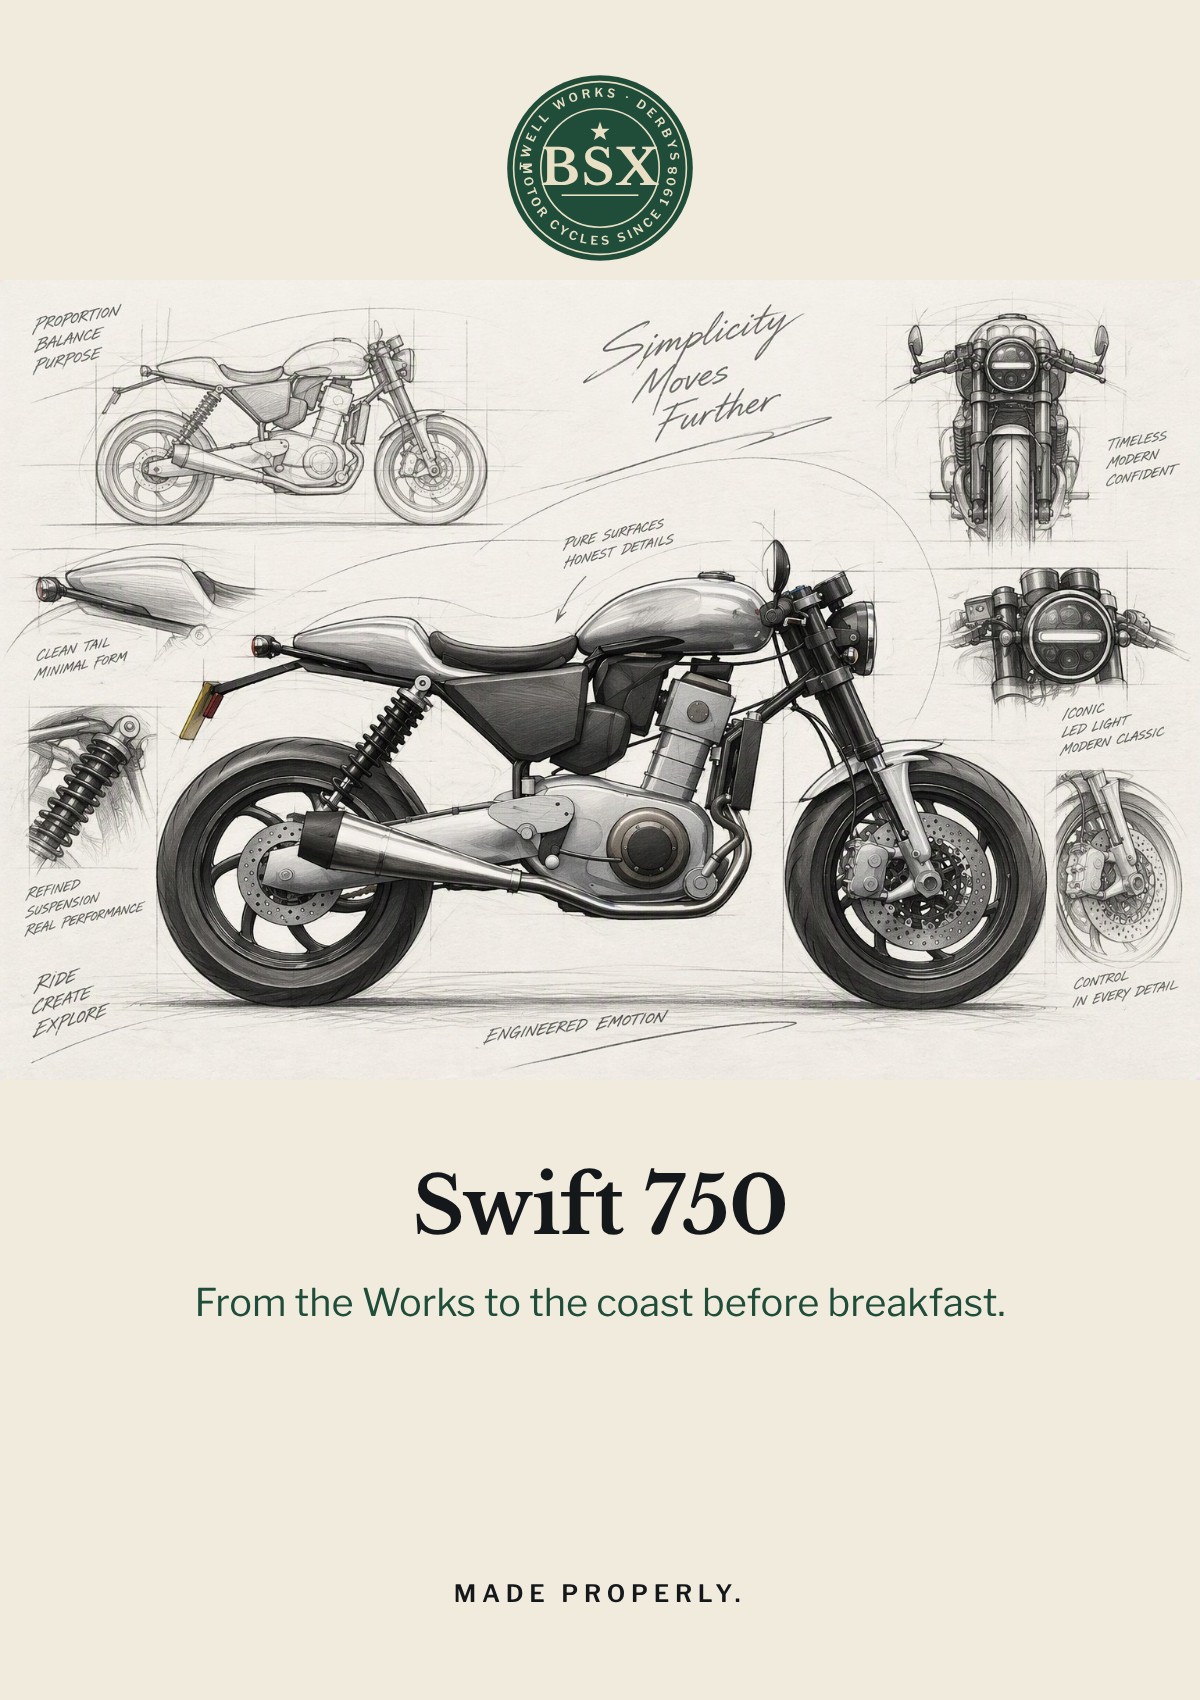 TWELL WORKS · DERBYS
BSX
MOTOR CYCLES SINCE 1908
PROPORTION
BALANCE
PURPOSE
Simplicity
Moves
Further
TIMELESS
MODERN
CONFIDENT
PURE SURFACES
HONEST DETAILS
CLEAN TAIL
MINIMAL FORM
ICONIC
LED LIGHT
MODERN CLASSIC
REFINED
SUSPENSION
REAL PERFORMANCE
RIDE
CREATE
EXPLORE
CONTROL
IN EVERY DETAIL
ENGINEERED EMOTION
Swift 750
From the Works to the coast before breakfast.
MADE PROPERLY.